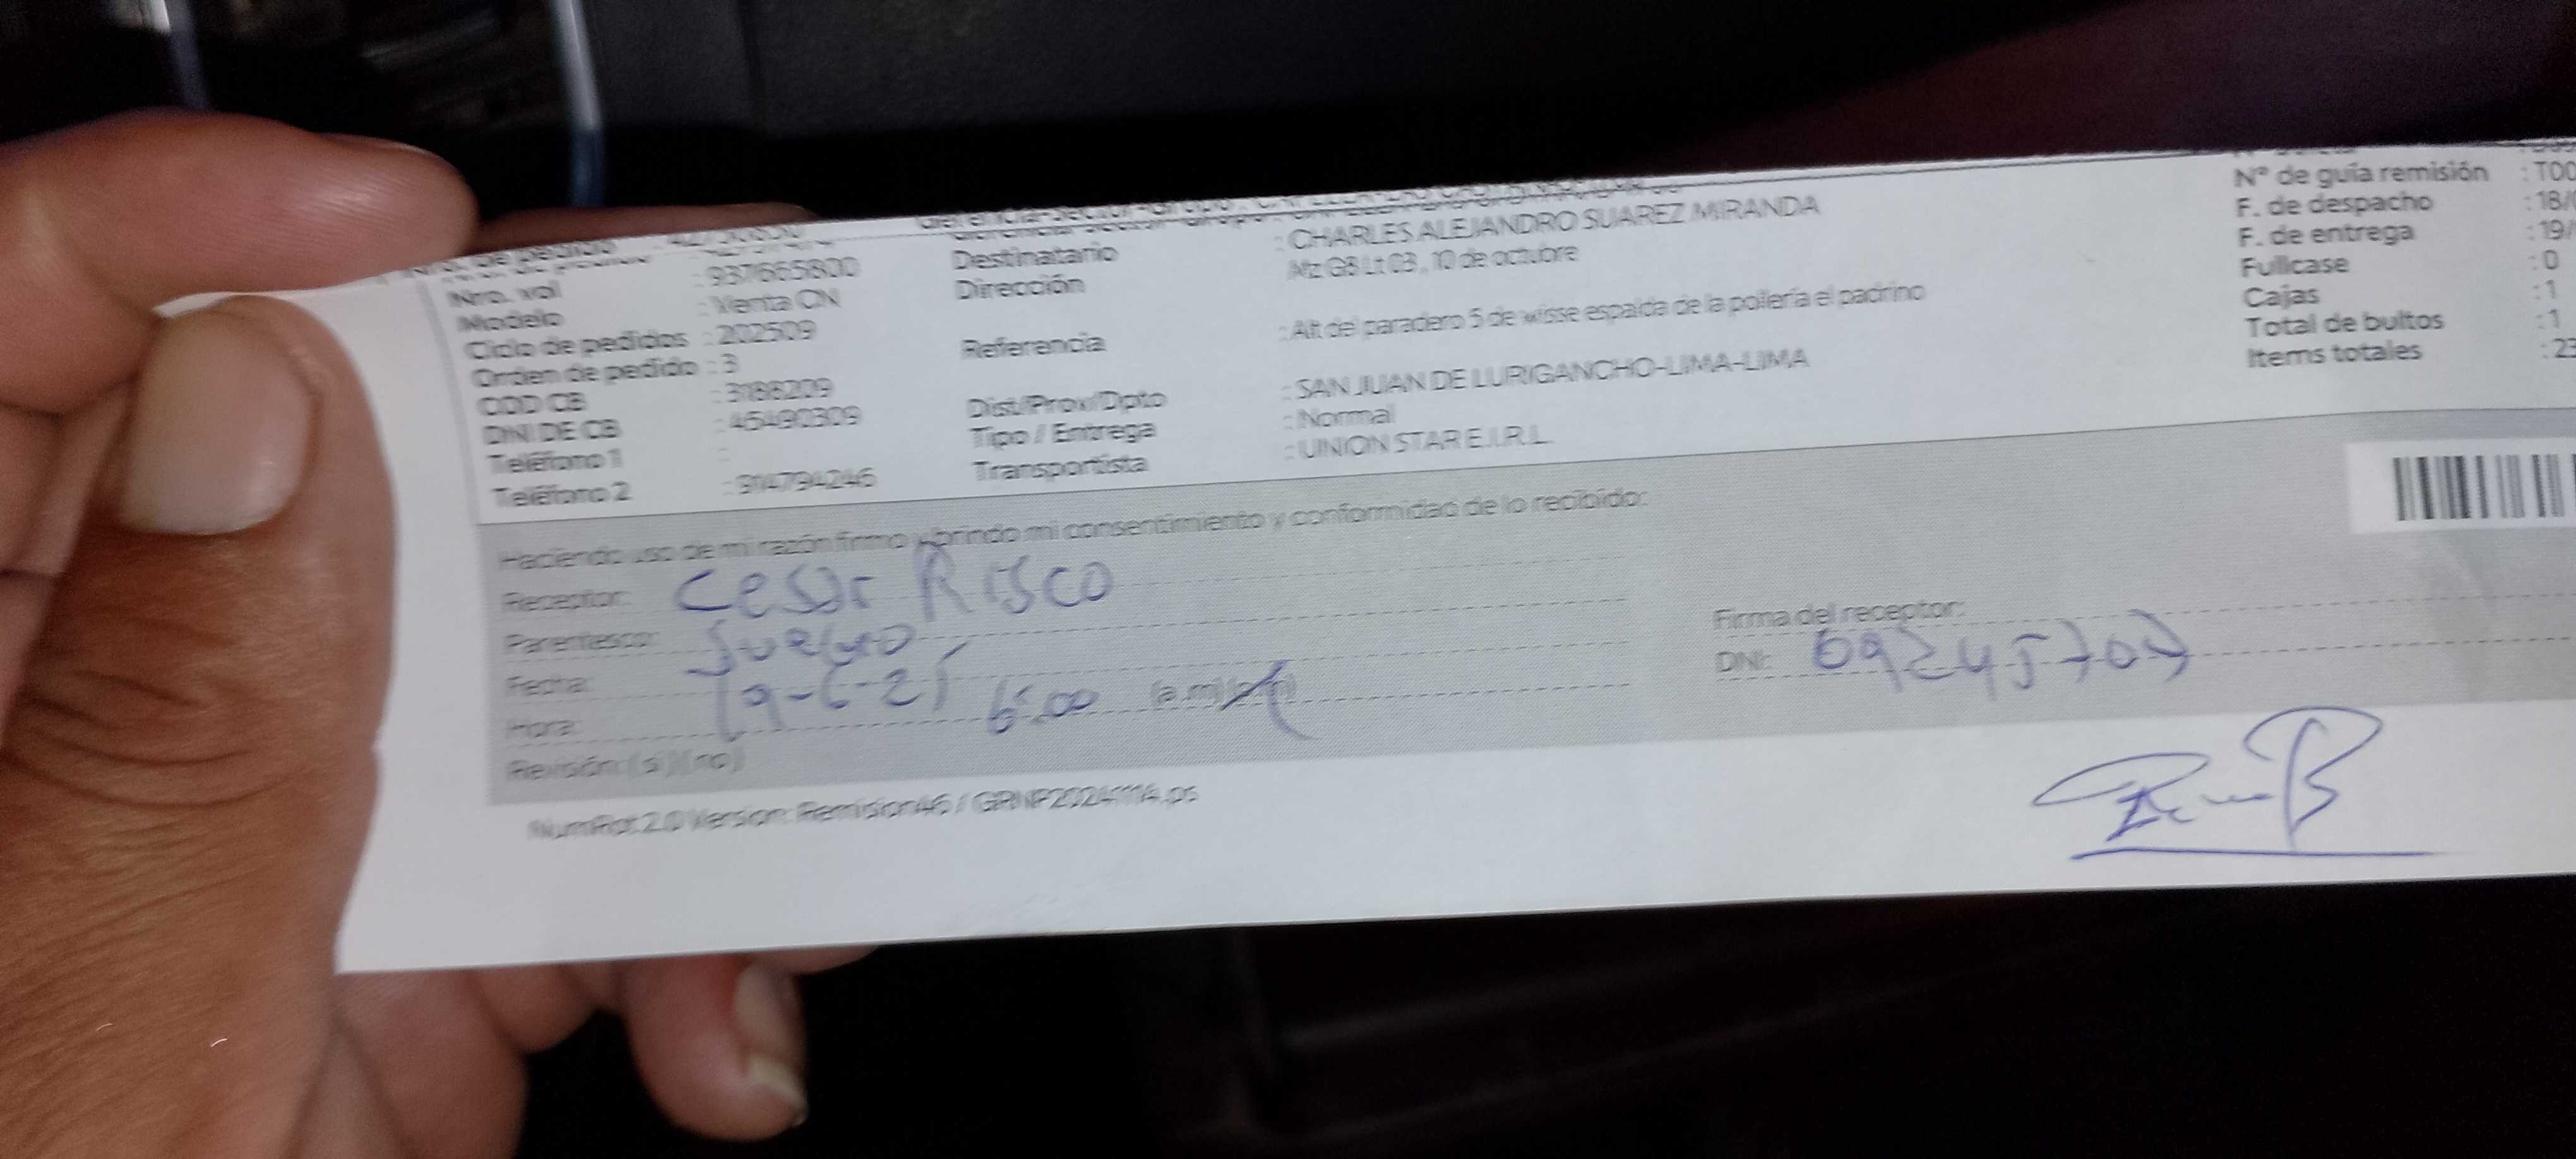 Nº de guía remisión : T00
F. de despacho : 18/
F. de entrega : 19/
Fullcase : 0
Cajas : 1
Total de bultos : 1
Items totales : 23
Nro. vol : 937665800
Modelo : Venta CN
Ciclo de pedidos : 202509
Orden de pedido : 3
COD CB : 3188209
DNI DE CB : 45490309
Teléfono 1 :
Teléfono 2 : 914794246
Destinatario : CHARLES ALEJANDRO SUAREZ MIRANDA
Dirección Mz G8 Lt 03 , 10 de octubre
Referencia : Alt del paradero 5 de wisse espalda de la pollería el padrino
Dist/Prov/Dpto : SAN JUAN DE LURIGANCHO-LIMA-LIMA
Tipo / Entrega : Normal
Transportista : UNION STAR E.I.R.L.
Haciendo uso de mi razón firmo y brindo mi consentimiento y conformidad de lo recibido:
Receptor: Cesar Risco
Parentesco: Suegro
Fecha: 19-6-25
Hora: 6:00 (a.m)(p.m)
Revisión: (si) (no)
Firma del receptor:
DNI: 09245707
NumRot 2.0 Version: Remision46 / GRNP20241114.ps